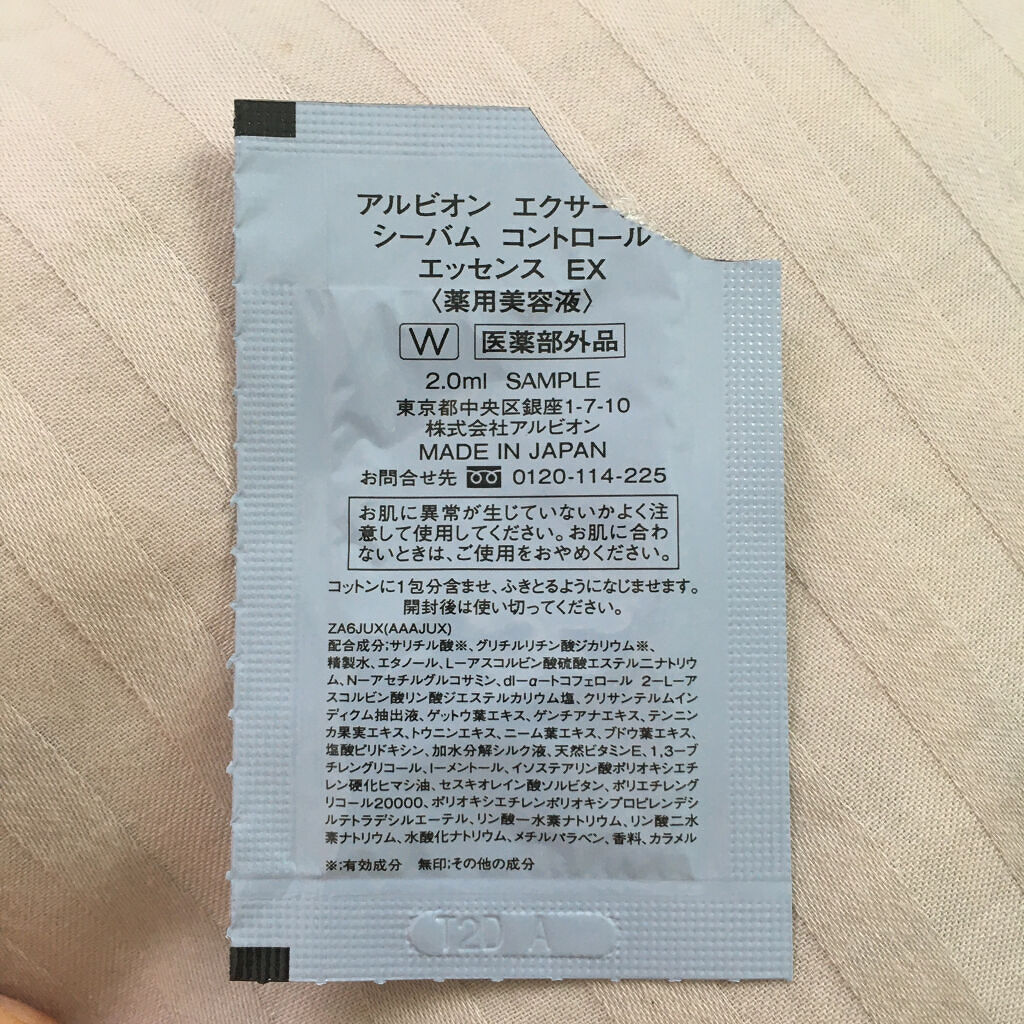 アルビオン エクサー
シーバム コントロール
エッセンス EX
〈薬用美容液〉
W 医薬部外品
2.0ml SAMPLE
東京都中央区銀座1-7-10
株式会社アルビオン
MADE IN JAPAN
お問合せ先 0120-114-225
お肌に異常が生じていないかよく注
意して使用してください。お肌に合わ
ないときは、ご使用をおやめください。
コットンに1包分含ませ、ふきとるようになじませます。
開封後は使い切ってください。
ZA6JUX(AAAJUX)
配合成分;サリチル酸※、グリチルリチン酸ジカリウム※、
精製水、エタノール、L－アスコルビン酸硫酸エステル二ナトリウ
ム、N－アセチルグルコサミン、dl－α－トコフェロール 2－L－ア
スコルビン酸リン酸ジエステルカリウム塩、クリサンテルムイン
ディクム抽出液、ゲットウ葉エキス、ゲンチアナエキス、テンニン
カ果実エキス、トウニンエキス、ニーム葉エキス、ブドウ葉エキス、
塩酸ピリドキシン、加水分解シルク液、天然ビタミンE、1,3－ブ
チレングリコール、l－メントール、イソステアリン酸ポリオキシエチ
レン硬化ヒマシ油、セスキオレイン酸ソルビタン、ポリエチレング
リコール20000、ポリオキシエチレンポリオキシプロピレンデシ
ルテトラデシルエーテル、リン酸一水素ナトリウム、リン酸二水
素ナトリウム、水酸化ナトリウム、メチルパラベン、香料、カラメル
※;有効成分 無印;その他の成分
T2D A